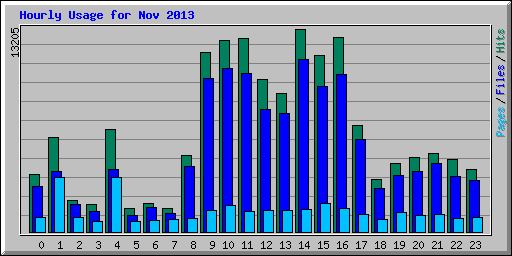 Hourly Usage for Nov 2013
13205
Pages/Files/Hits
0 1 2 3 4 5 6 7 8 9 10 11 12 13 14 15 16 17 18 19 20 21 22 23